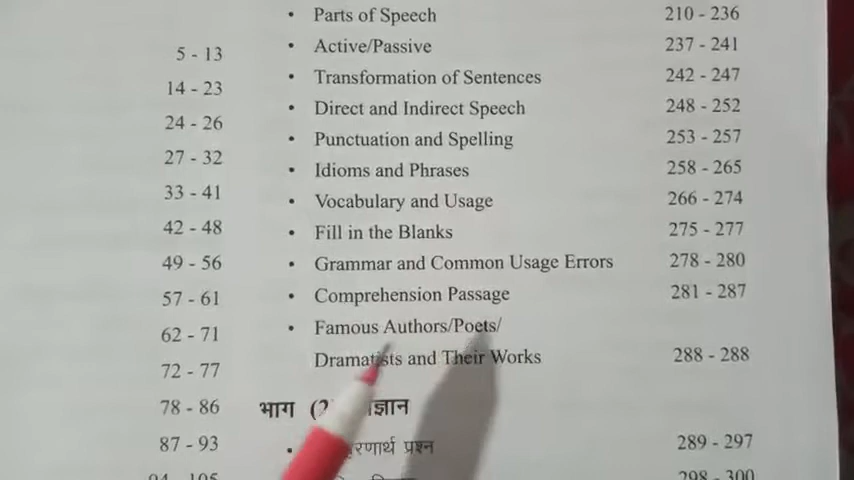 5 - 13
14 - 23
24 - 26
27 - 32
33 - 41
42 - 48
49 - 56
57 - 61
62 - 71
72 - 77
78 - 86
87 - 93
94 - 105
• Parts of Speech 210 - 236
• Active/Passive 237 - 241
• Transformation of Sentences 242 - 247
• Direct and Indirect Speech 248 - 252
• Punctuation and Spelling 253 - 257
• Idioms and Phrases 258 - 265
• Vocabulary and Usage 266 - 274
• Fill in the Blanks 275 - 277
• Grammar and Common Usage Errors 278 - 280
• Comprehension Passage 281 - 287
• Famous Authors/Poets/
Dramatists and Their Works 288 - 288
भाग
• प्रश्न 289 - 297
298 - 300